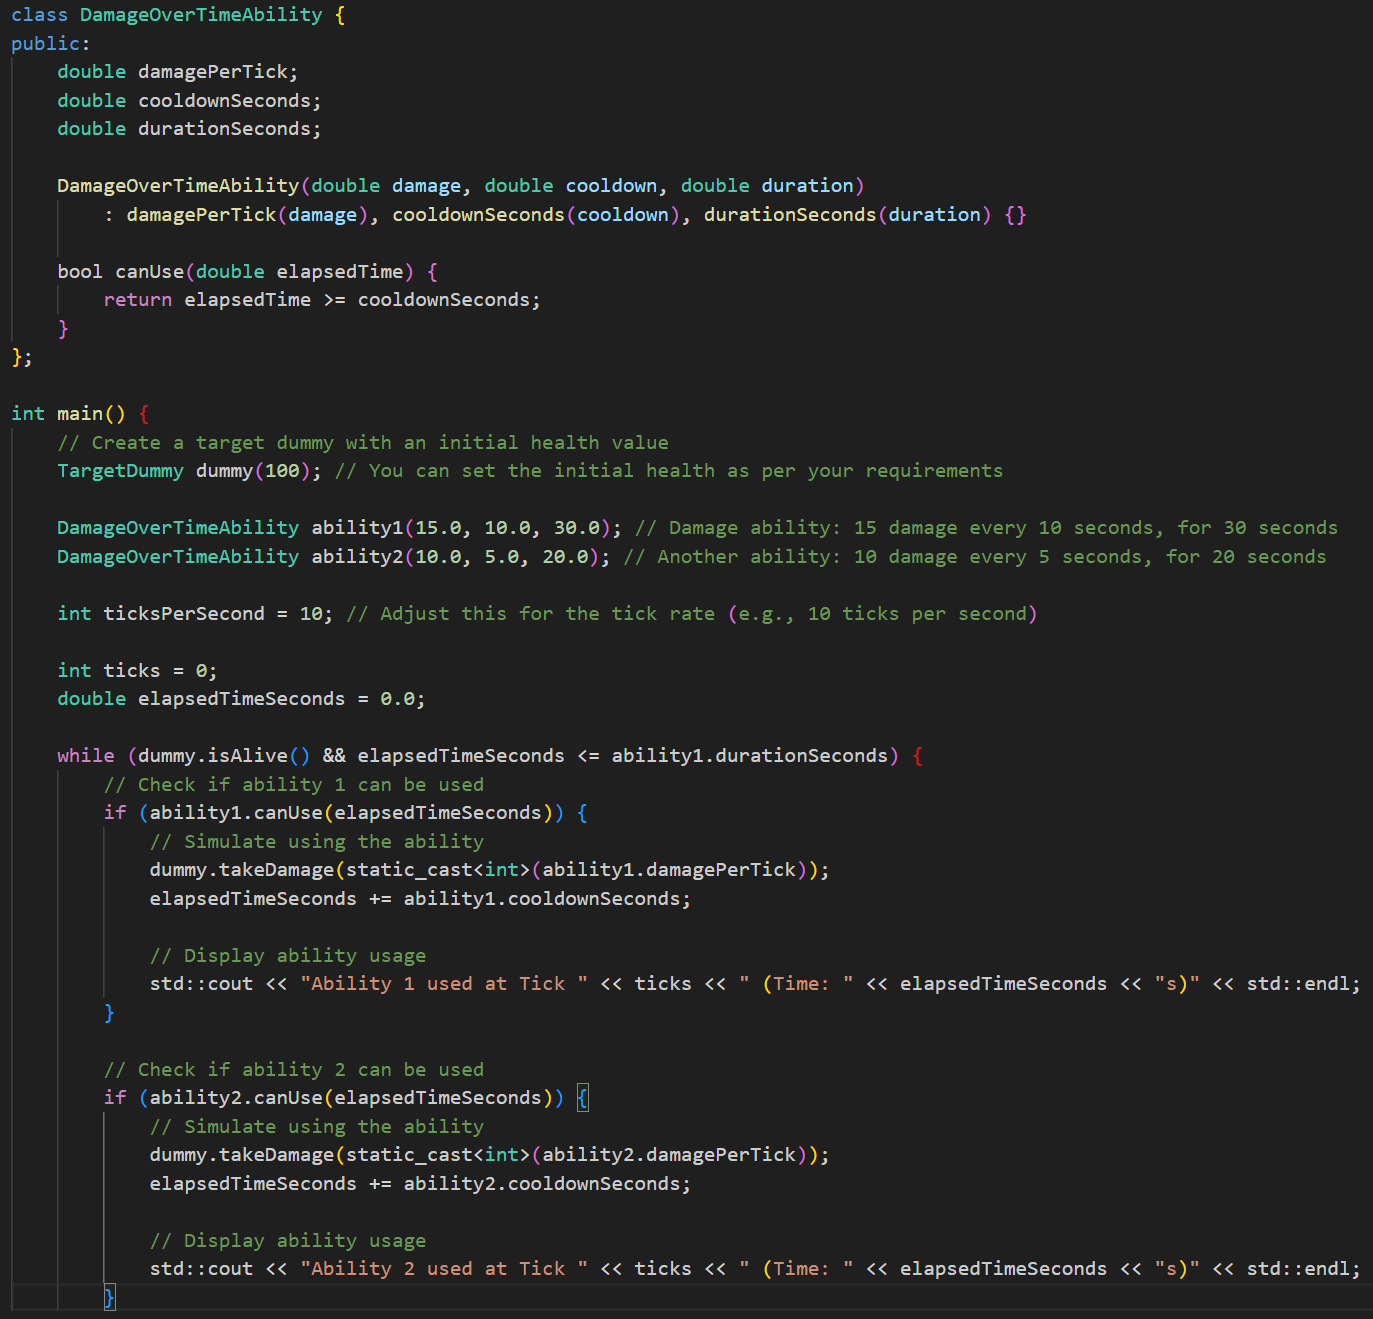 class DamageOverTimeAbility {
public:
    double damagePerTick;
    double cooldownSeconds;
    double durationSeconds;

    DamageOverTimeAbility(double damage, double cooldown, double duration)
        : damagePerTick(damage), cooldownSeconds(cooldown), durationSeconds(duration) {}

    bool canUse(double elapsedTime) {
        return elapsedTime >= cooldownSeconds;
    }
};

int main() {
    // Create a target dummy with an initial health value
    TargetDummy dummy(100); // You can set the initial health as per your requirements

    DamageOverTimeAbility ability1(15.0, 10.0, 30.0); // Damage ability: 15 damage every 10 seconds, for 30 seconds
    DamageOverTimeAbility ability2(10.0, 5.0, 20.0); // Another ability: 10 damage every 5 seconds, for 20 seconds

    int ticksPerSecond = 10; // Adjust this for the tick rate (e.g., 10 ticks per second)

    int ticks = 0;
    double elapsedTimeSeconds = 0.0;

    while (dummy.isAlive() && elapsedTimeSeconds <= ability1.durationSeconds) {
        // Check if ability 1 can be used
        if (ability1.canUse(elapsedTimeSeconds)) {
            // Simulate using the ability
            dummy.takeDamage(static_cast<int>(ability1.damagePerTick));
            elapsedTimeSeconds += ability1.cooldownSeconds;

            // Display ability usage
            std::cout << "Ability 1 used at Tick " << ticks << " (Time: " << elapsedTimeSeconds << "s)" << std::endl;
        }

        // Check if ability 2 can be used
        if (ability2.canUse(elapsedTimeSeconds)) {
            // Simulate using the ability
            dummy.takeDamage(static_cast<int>(ability2.damagePerTick));
            elapsedTimeSeconds += ability2.cooldownSeconds;

            // Display ability usage
            std::cout << "Ability 2 used at Tick " << ticks << " (Time: " << elapsedTimeSeconds << "s)" << std::endl;
        }